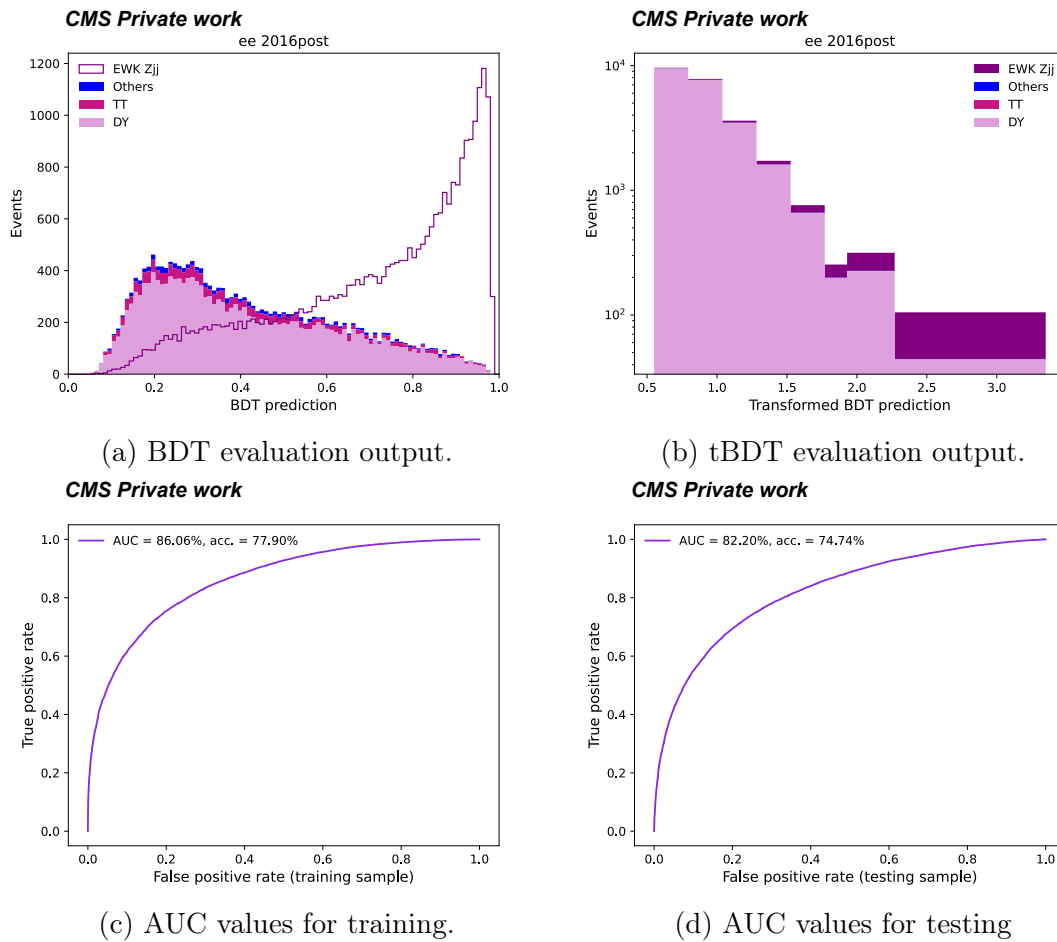 CMS Private work
ee 2016post
EWK Zjj
Others
TT
DY
1200
1000
800
600
400
200
0
Events
0.0 0.2 0.4 0.6 0.8 1.0
BDT prediction
(a) BDT evaluation output.
CMS Private work
ee 2016post
EWK Zjj
Others
TT
DY
10^4
10^3
10^2
Events
0.5 1.0 1.5 2.0 2.5 3.0
Transformed BDT prediction
(b) tBDT evaluation output.
CMS Private work
AUC = 86.06%, acc. = 77.90%
1.0
0.8
0.6
0.4
0.2
0.0
True positive rate
0.0 0.2 0.4 0.6 0.8 1.0
False positive rate (training sample)
(c) AUC values for training.
CMS Private work
AUC = 82.20%, acc. = 74.74%
1.0
0.8
0.6
0.4
0.2
0.0
True positive rate
0.0 0.2 0.4 0.6 0.8 1.0
False positive rate (testing sample)
(d) AUC values for testing